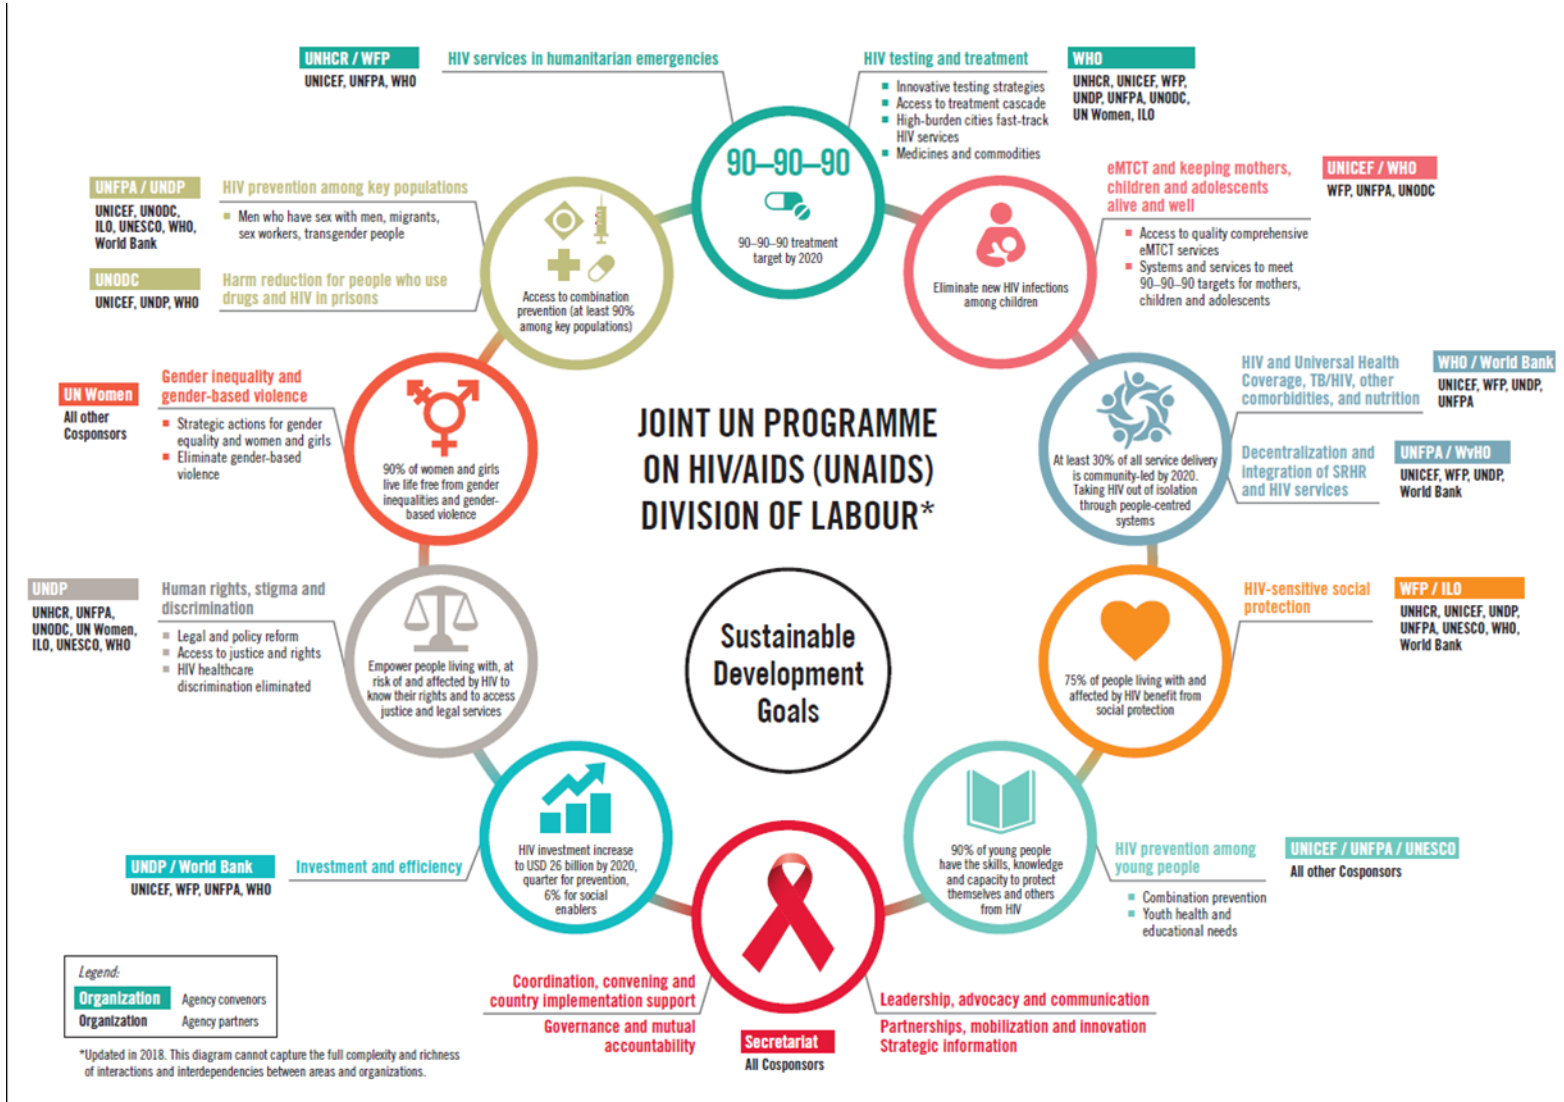 UNHCR / WFP
UNICEF, UNFPA, WHO
HIV services in humanitarian emergencies
HIV testing and treatment
Innovative testing strategies
Access to treatment cascade
High-burden cities fast-track
HIV services
Medicines and commodities
WHO
UNHCR, UNICEF, WFP,
UNDP, UNFPA, UNODC,
UN Women, ILO
90–90–90
90–90–90 treatment
target by 2020
eMTCT and keeping mothers,
children and adolescents
alive and well
Access to quality comprehensive
eMTCT services
Systems and services to meet
90–90–90 targets for mothers,
children and adolescents
UNICEF / WHO
WFP, UNFPA, UNODC
Eliminate new HIV infections
among children
UNFPA / UNDP
UNICEF, UNODC,
ILO, UNESCO, WHO,
World Bank
HIV prevention among key populations
Men who have sex with men, migrants,
sex workers, transgender people
UNODC
UNICEF, UNDP, WHO
Harm reduction for people who use
drugs and HIV in prisons
Access to combination
prevention (at least 90%
among key populations)
HIV and Universal Health
Coverage, TB/HIV, other
comorbidities, and nutrition
WHO / World Bank
UNICEF, WFP, UNDP,
UNFPA
Decentralization and
integration of SRHR
and HIV services
UNFPA / WvHO
UNICEF, WFP, UNDP,
World Bank
At least 30% of all service delivery
is community-led by 2020.
Taking HIV out of isolation
through people-centred
systems
UN Women
All other
Cosponsors
Gender inequality and
gender-based violence
Strategic actions for gender
equality and women and girls
Eliminate gender-based
violence
90% of women and girls
live life free from gender
inequalities and gender-
based violence
JOINT UN PROGRAMME
ON HIV/AIDS (UNAIDS)
DIVISION OF LABOUR*
Sustainable
Development
Goals
UNDP
UNHCR, UNFPA,
UNODC, UN Women,
ILO, UNESCO, WHO
Human rights, stigma and
discrimination
Legal and policy reform
Access to justice and rights
HIV healthcare
discrimination eliminated
Empower people living with, at
risk of and affected by HIV to
know their rights and to access
justice and legal services
HIV-sensitive social
protection
WFP / ILO
UNHCR, UNICEF, UNDP,
UNFPA, UNESCO, WHO,
World Bank
75% of people living with and
affected by HIV benefit from
social protection
UNDP / World Bank
UNICEF, WFP, UNFPA, WHO
Investment and efficiency
HIV investment increase
to USD 26 billion by 2020,
quarter for prevention,
6% for social
enablers
90% of young people
have the skills, knowledge
and capacity to protect
themselves and others
from HIV
HIV prevention among
young people
Combination prevention
Youth health and
educational needs
UNICEF / UNFPA / UNESCO
All other Cosponsors
Coordination, convening and
country implementation support
Governance and mutual
accountability
Leadership, advocacy and communication
Partnerships, mobilization and innovation
Strategic information
Secretariat
All Cosponsors
Legend:
Organization Agency convenors
Organization Agency partners
*Updated in 2018. This diagram cannot capture the full complexity and richness
of interactions and interdependencies between areas and organizations.